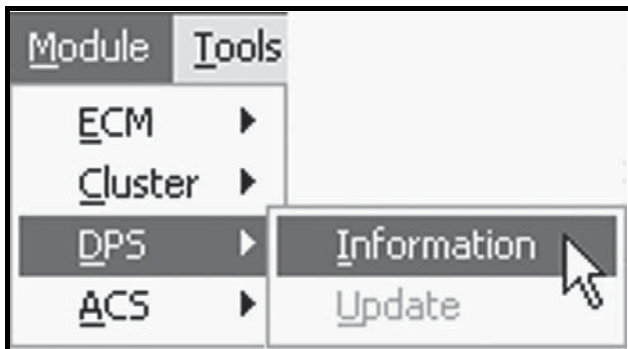 Module Tools
ECM
Cluster
DPS Information
ACS Update